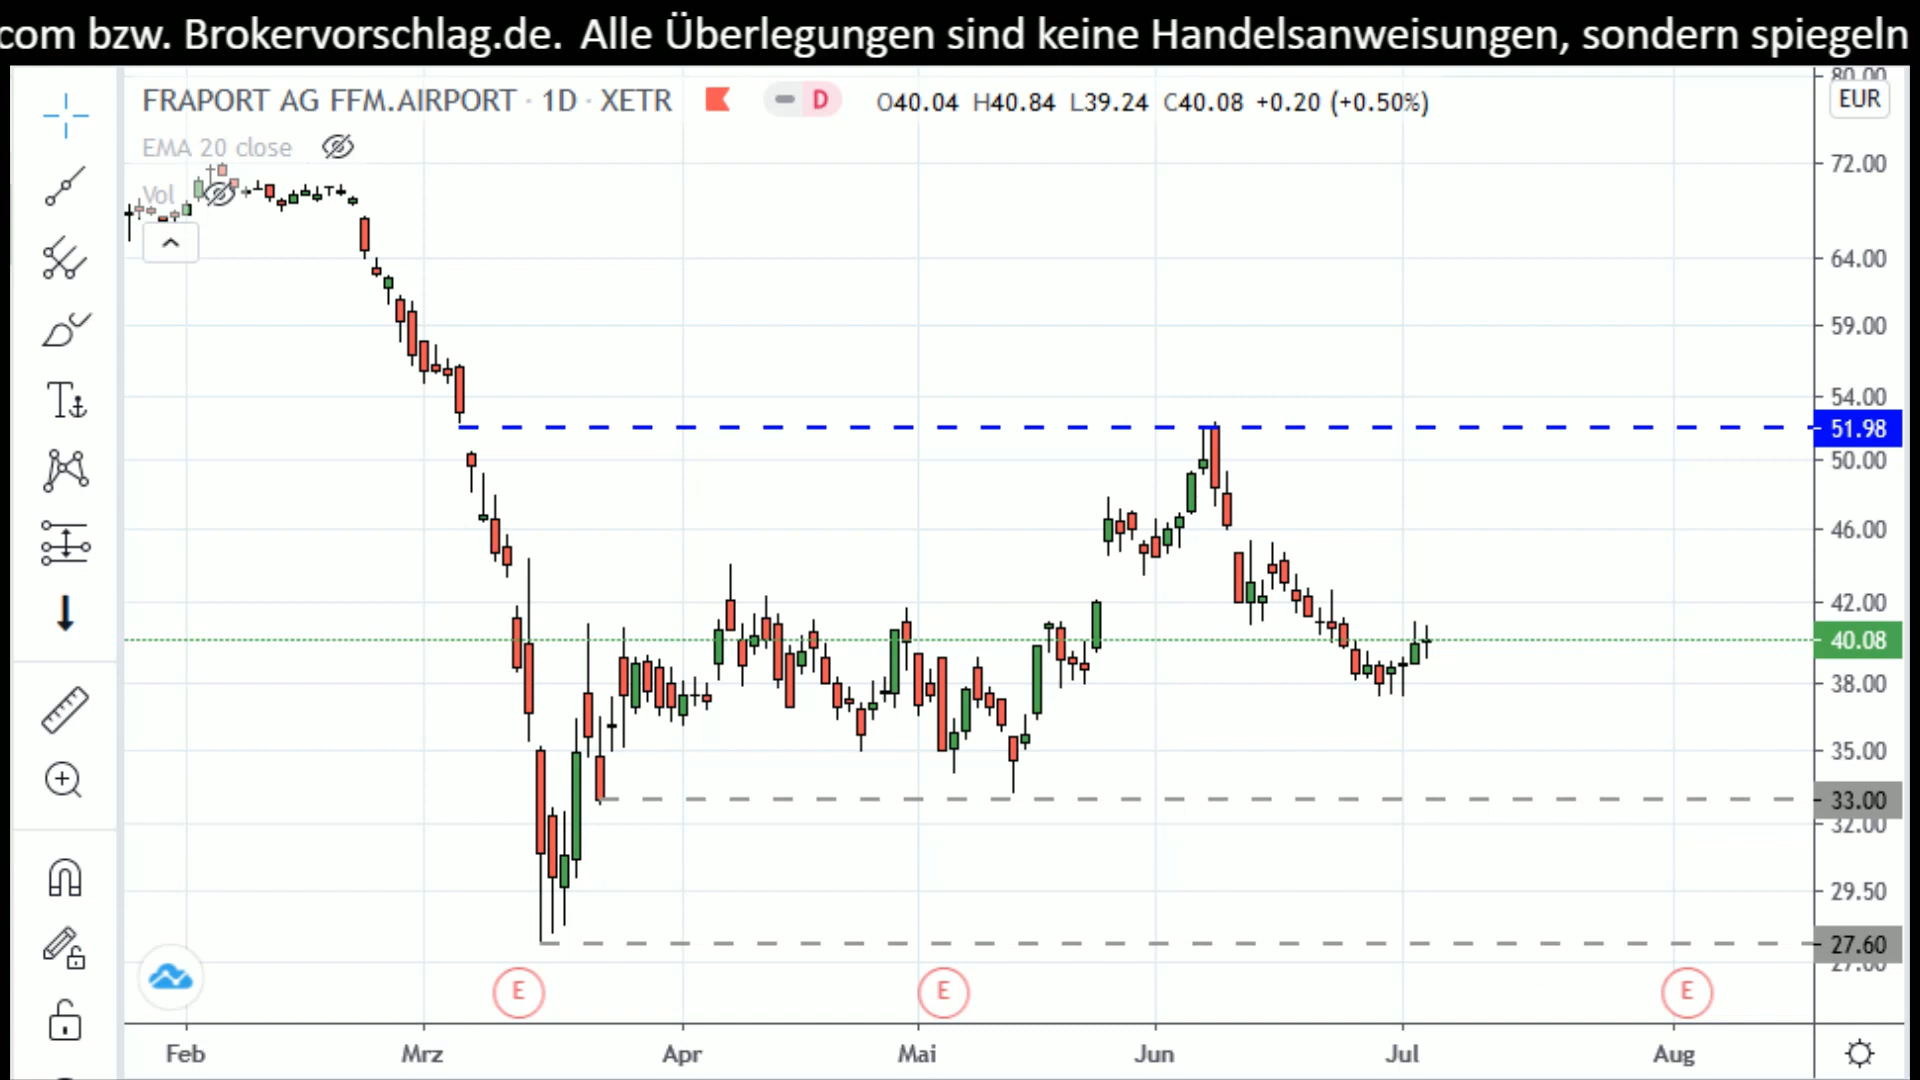 com bzw. Brokervorschlag.de. Alle Überlegungen sind keine Handelsanweisungen, sondern spiegeln
FRAPORT AG FFM.AIRPORT · 1D · XETR D O40.04 H40.84 L39.24 C40.08 +0.20 (+0.50%)
EMA 20 close
Vol
80.00
EUR
72.00
64.00
59.00
54.00
51.98
50.00
46.00
42.00
40.08
38.00
35.00
33.00
32.00
29.50
27.60
27.00
E E E
Feb Mrz Apr Mai Jun Jul Aug